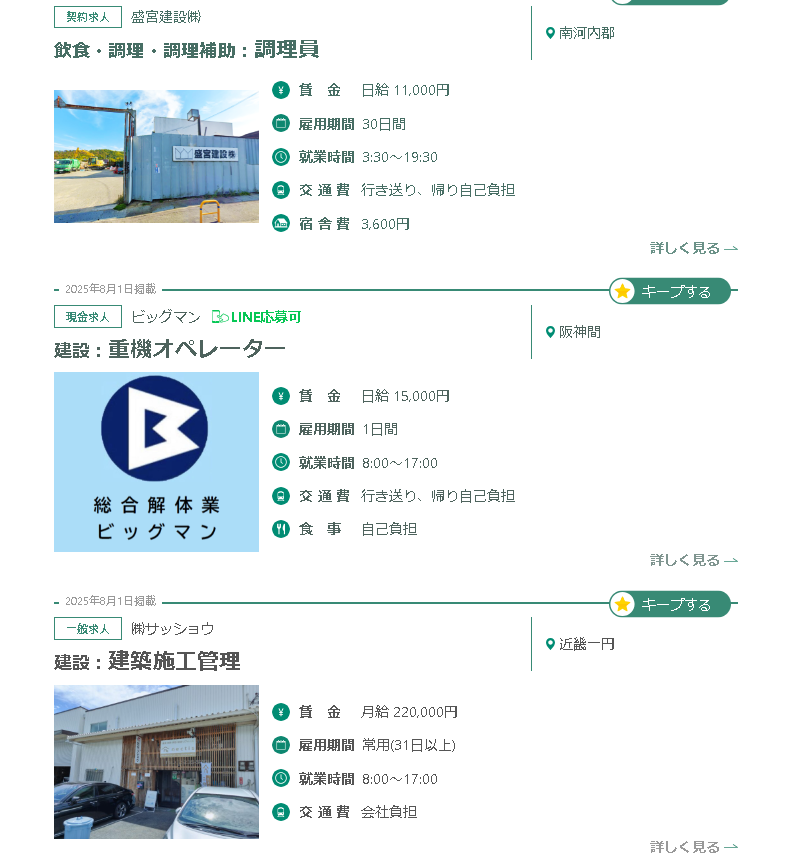 契約求人 盛宮建設㈱
南河内郡
飲食・調理・調理補助：調理員
賃 金 日給 11,000円
雇用期間 30日間
盛宮建設㈱
就業時間 3:30〜19:30
交 通 費 行き送り、帰り自己負担
宿 舎 費 3,600円
詳しく見る
2025年8月1日掲載
キープする
現金求人 ビッグマン LINE応募可
阪神間
建設：重機オペレーター
賃 金 日給 15,000円
雇用期間 1日間
就業時間 8:00〜17:00
総合解体業
ビッグマン
交 通 費 行き送り、帰り自己負担
食 事 自己負担
詳しく見る
2025年8月1日掲載
キープする
一般求人 ㈱サッショウ
近畿一円
建設：建築施工管理
賃 金 月給 220,000円
雇用期間 常用(31日以上)
就業時間 8:00〜17:00
交 通 費 会社負担
詳しく見る